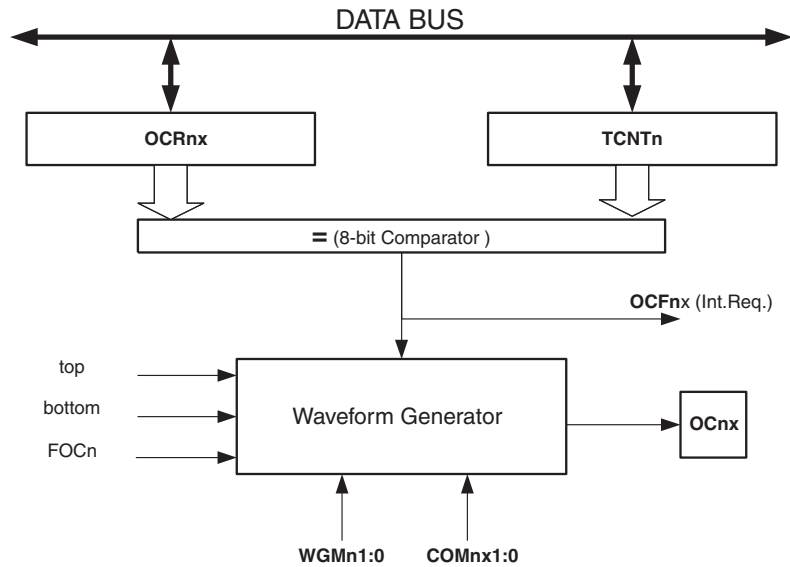 DATA BUS
OCRnx
TCNTn
= (8-bit Comparator )
OCFnx (Int.Req.)
top
bottom
FOCn
Waveform Generator
OCnx
WGMn1:0
COMnx1:0